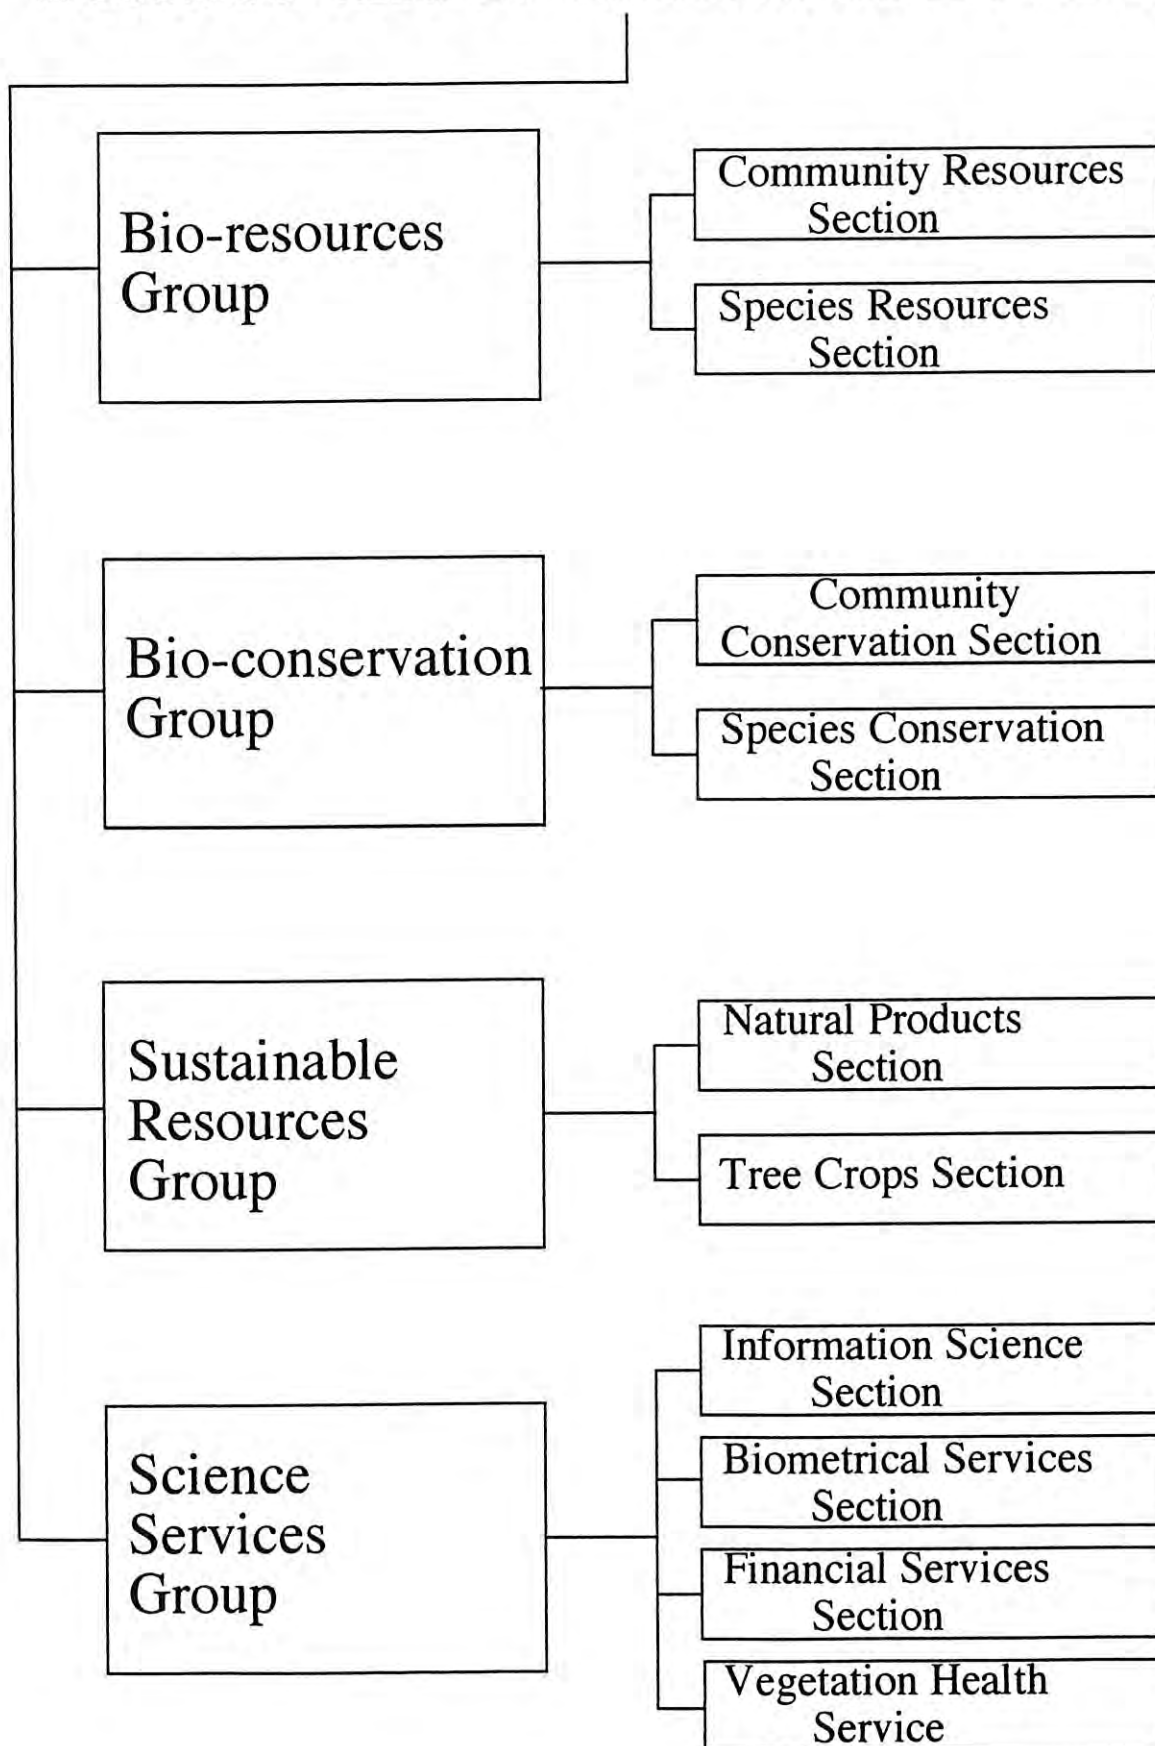 Bio-resources
Group
Community Resources
Section
Species Resources
Section
Bio-conservation
Group
Community
Conservation Section
Species Conservation
Section
Sustainable
Resources
Group
Natural Products
Section
Tree Crops Section
Science
Services
Group
Information Science
Section
Biometrical Services
Section
Financial Services
Section
Vegetation Health
Service